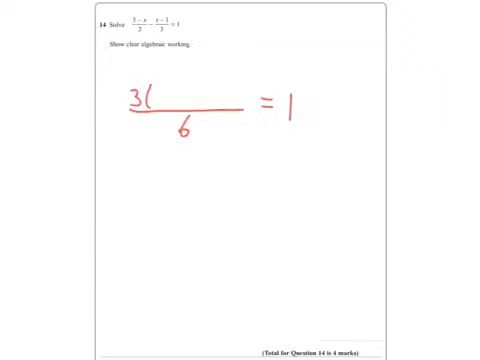 14 Solve (5 − x)/2 − (x − 1)/3 = 1
Show clear algebraic working.
3(
6
= 1
(Total for Question 14 is 4 marks)